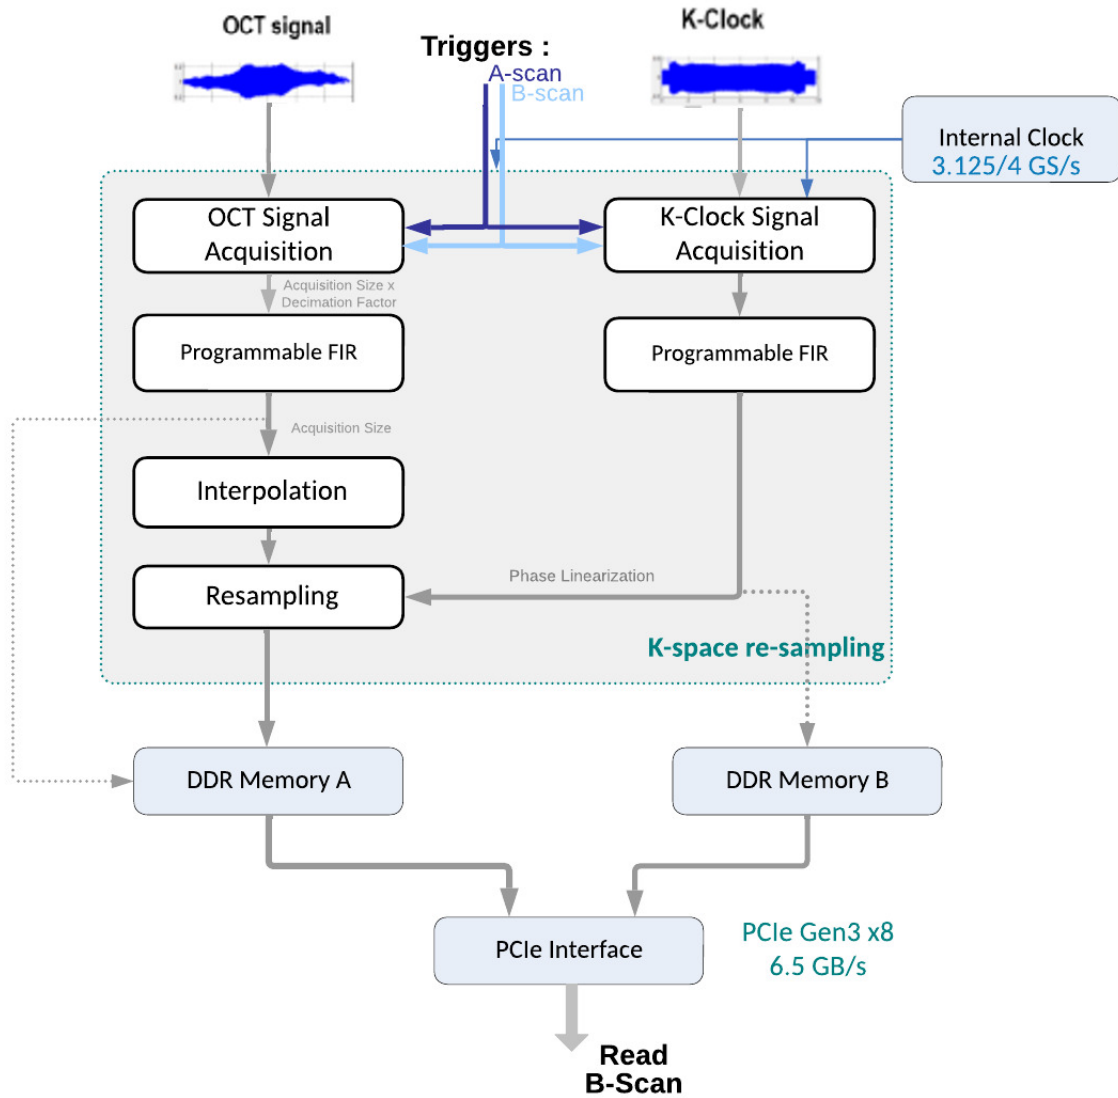 OCT signal
K-Clock
Triggers :
A-scan
B-scan
Internal Clock
3.125/4 GS/s
OCT Signal
Acquisition
K-Clock Signal
Acquisition
Acquisition Size x
Decimation Factor
Programmable FIR
Programmable FIR
Acquisition Size
Interpolation
Phase Linearization
Resampling
K-space re-sampling
DDR Memory A
DDR Memory B
PCIe Interface
PCIe Gen3 x8
6.5 GB/s
Read
B-Scan